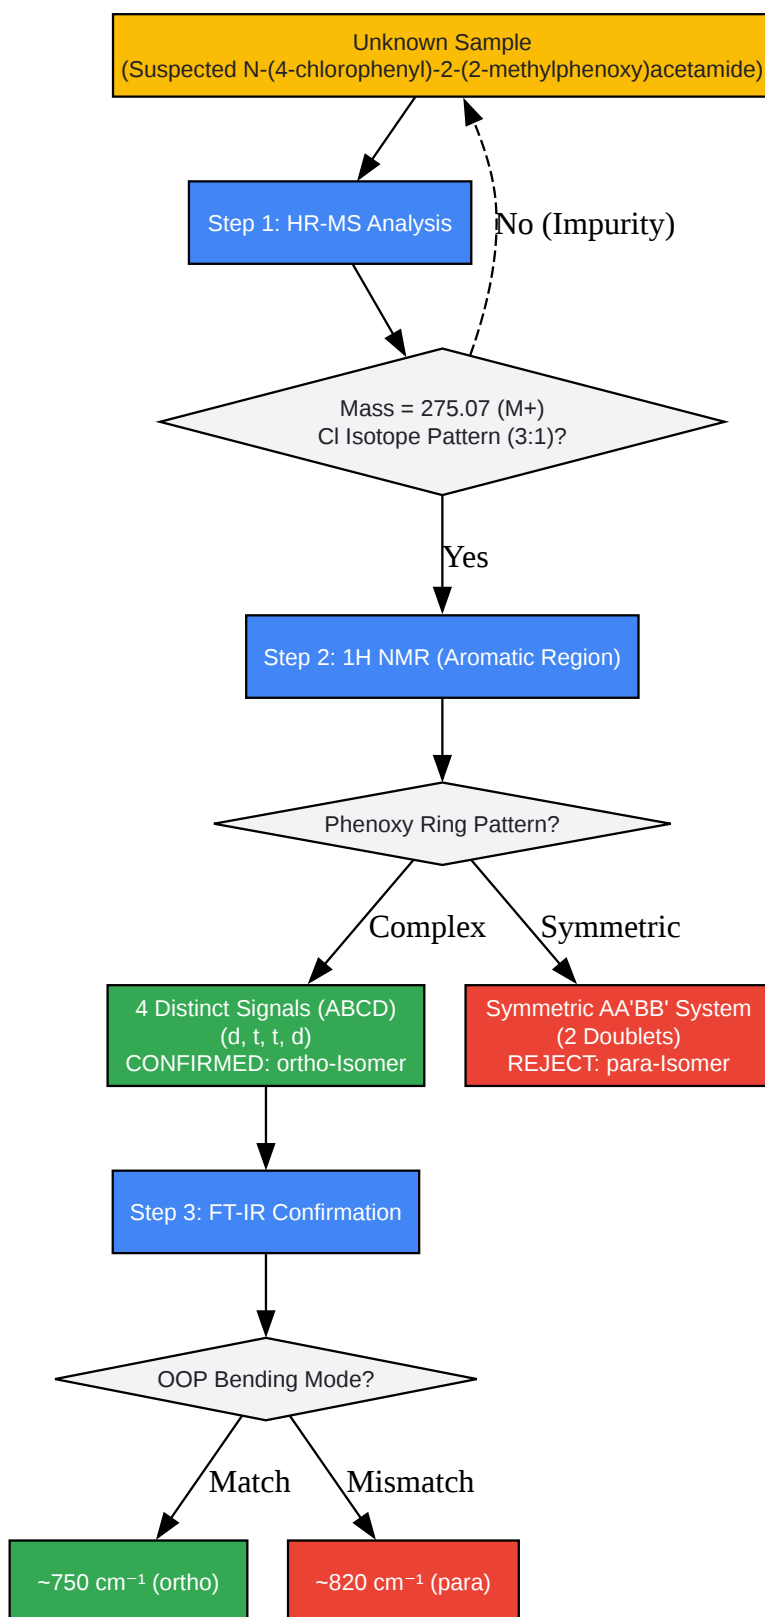 Unknown Sample
(Suspected N-(4-chlorophenyl)-2-(2-methylphenoxy)acetamide)
Step 1: HR-MS Analysis
No (Impurity)
Mass = 275.07 (M+)
Cl Isotope Pattern (3:1)?
Yes
Step 2: 1H NMR (Aromatic Region)
Phenoxy Ring Pattern?
Complex
Symmetric
4 Distinct Signals (ABCD)
(d, t, t, d)
CONFIRMED: ortho-Isomer
Symmetric AA'BB' System
(2 Doublets)
REJECT: para-Isomer
Step 3: FT-IR Confirmation
OOP Bending Mode?
Match
Mismatch
~750 cm⁻¹ (ortho)
~820 cm⁻¹ (para)